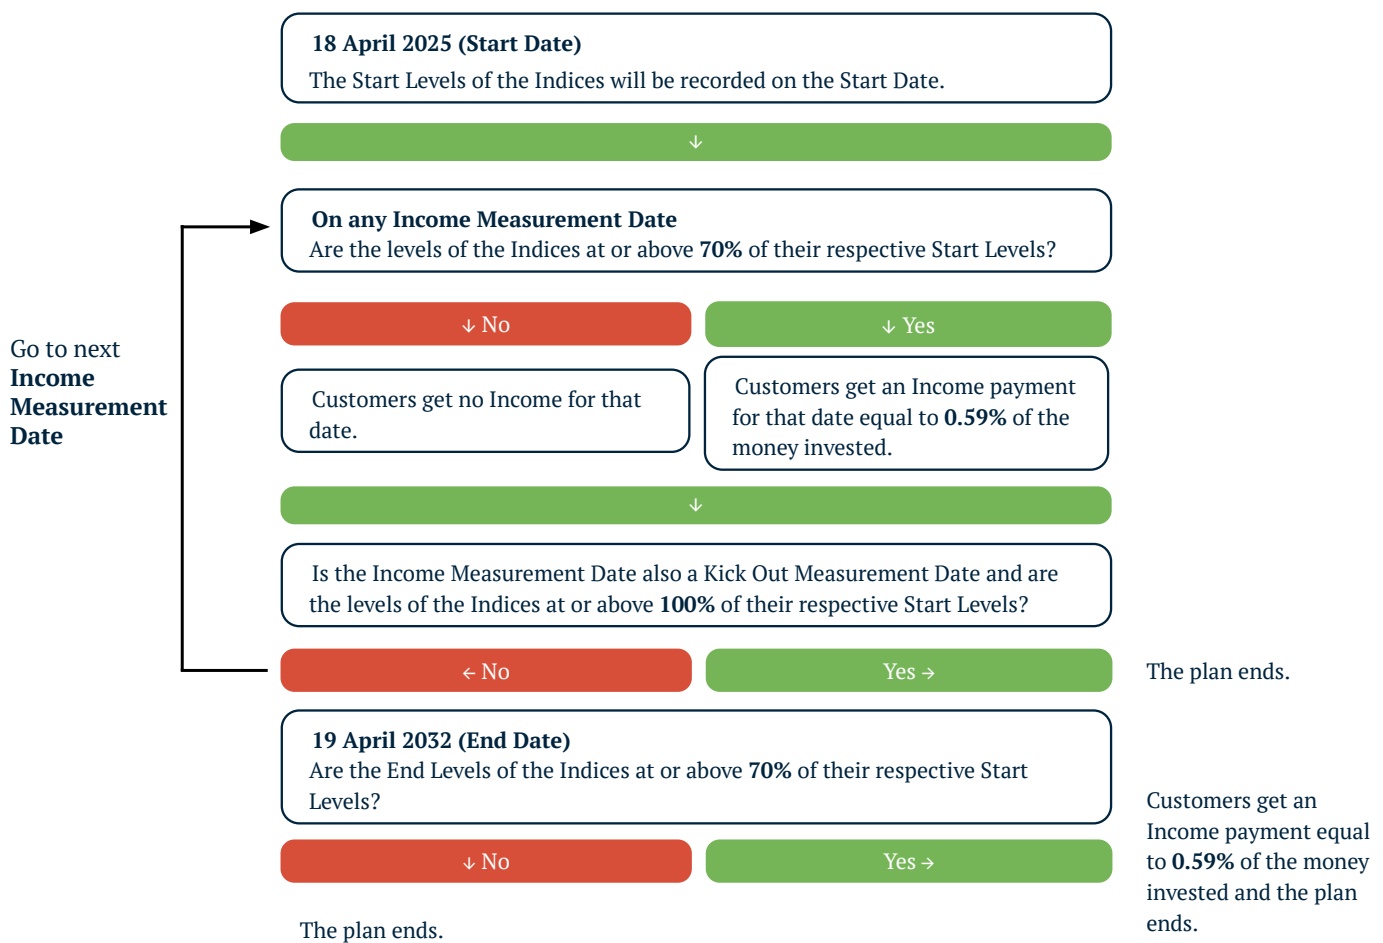 18 April 2025 (Start Date)
The Start Levels of the Indices will be recorded on the Start Date.
↓
On any Income Measurement Date
Are the levels of the Indices at or above 70% of their respective Start Levels?
↓ No
↓ Yes
Go to next
Income
Measurement
Date
Customers get no Income for that
date.
Customers get an Income payment
for that date equal to 0.59% of the
money invested.
↓
Is the Income Measurement Date also a Kick Out Measurement Date and are
the levels of the Indices at or above 100% of their respective Start Levels?
← No
Yes →
The plan ends.
19 April 2032 (End Date)
Are the End Levels of the Indices at or above 70% of their respective Start
Levels?
↓ No
Yes →
Customers get an
Income payment equal
to 0.59% of the money
invested and the plan
ends.
The plan ends.